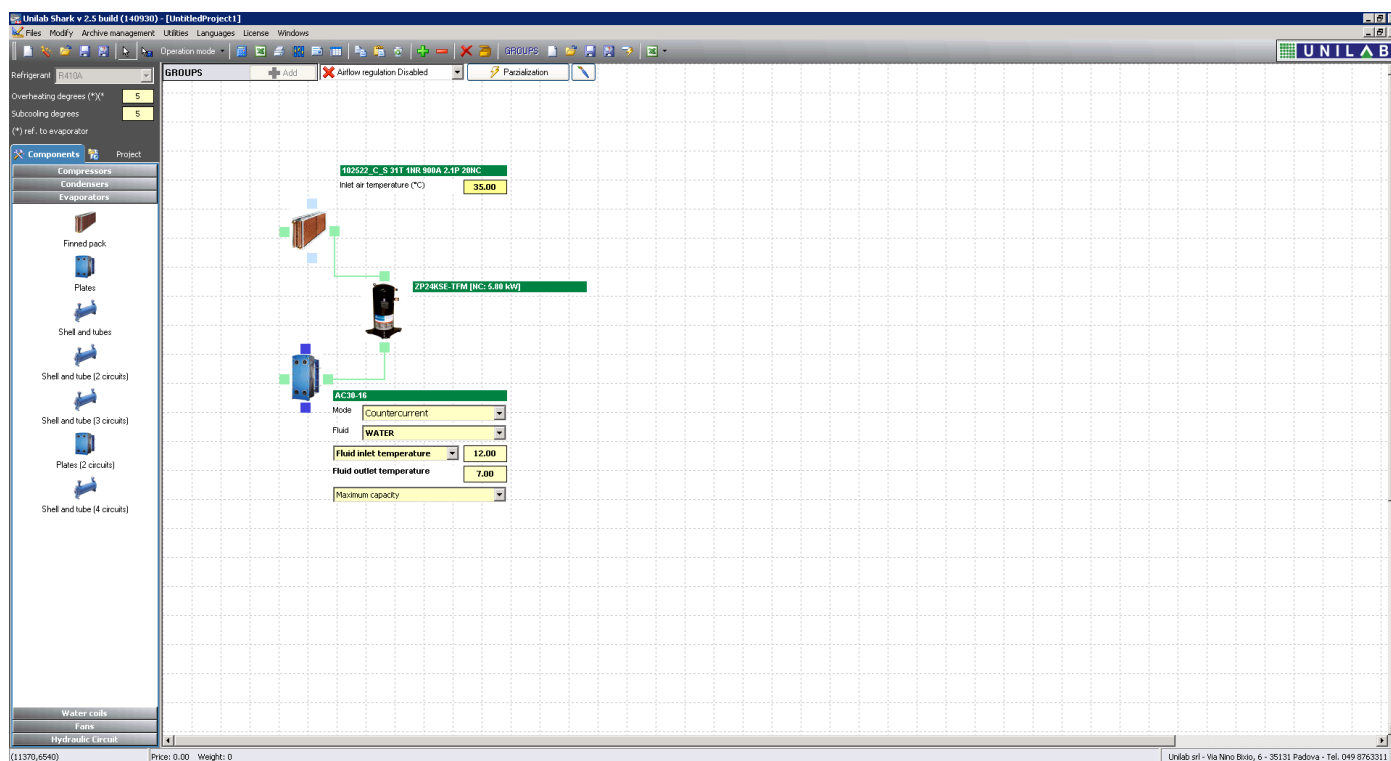 Unilab Shark v 2.5 build (140930) - [UntitledProject1]
Files Modify Archive management Utilities Languages License Windows
Operation mode GROUPS UNILAB
Refrigerant R410A
GROUPS Add Airflow regulation Disabled Parzialization
Overheating degrees (*)(* 5
Subcooling degrees 5
(*) ref. to evaporator
Components Project
Compressors
Condensers
Evaporators
Finned pack
Plates
Shell and tubes
Shell and tube (2 circuits)
Shell and tube (3 circuits)
Plates (2 circuits)
Shell and tube (4 circuits)
Water coils
Fans
Hydraulic Circuit
102522_C_S 31T 1NR 900A 2.1P 20NC
Inlet air temperature (°C) 35.00
ZP24KSE-TFM [NC: 5.80 kW]
AC30-16
Mode Countercurrent
Fluid WATER
Fluid inlet temperature 12.00
Fluid outlet temperature 7.00
Maximum capacity
(11370,6540) Price: 0.00 Weight: 0 Unilab srl - Via Nino Bixio, 6 - 35131 Padova - Tel. 049 8763311